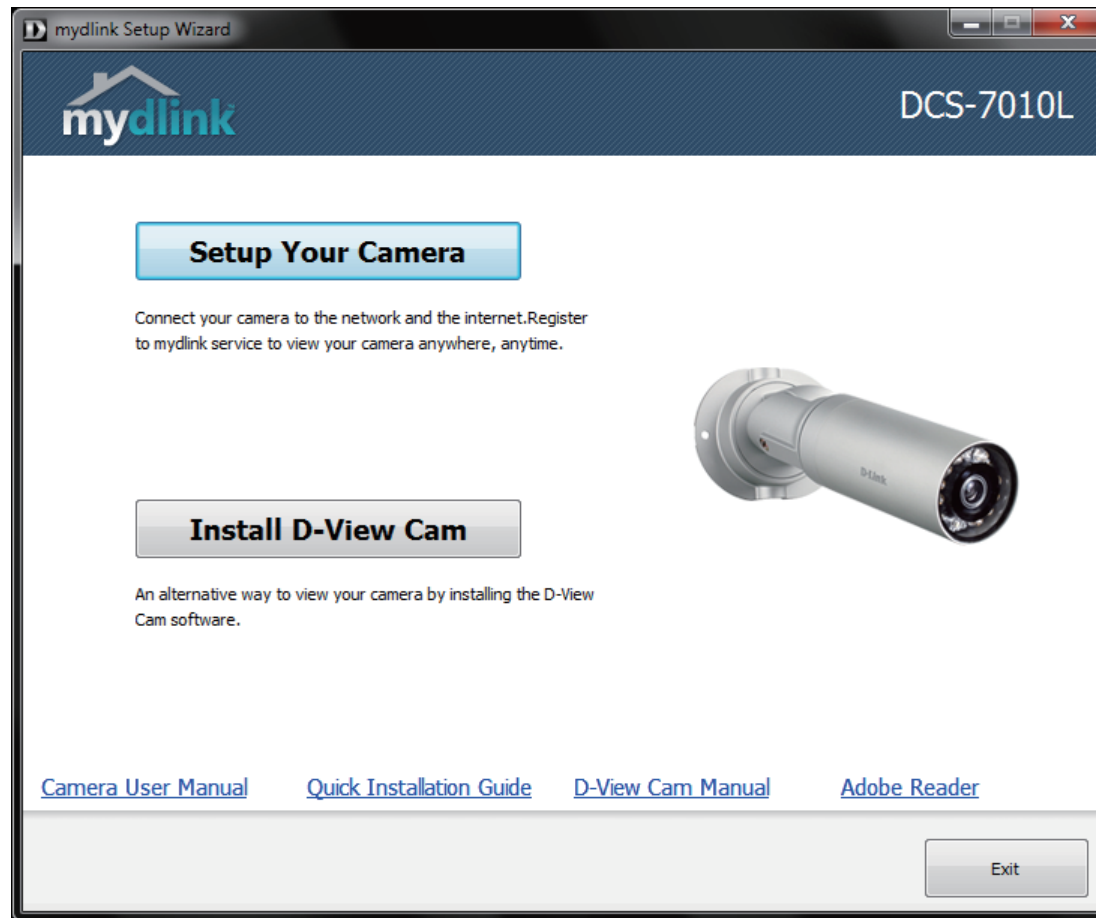 mydlink Setup Wizard
mydlink
DCS-7010L
Setup Your Camera
Connect your camera to the network and the internet.Register
to mydlink service to view your camera anywhere, anytime.
D-Link
Install D-View Cam
An alternative way to view your camera by installing the D-View
Cam software.
Camera User Manual
Quick Installation Guide
D-View Cam Manual
Adobe Reader
Exit